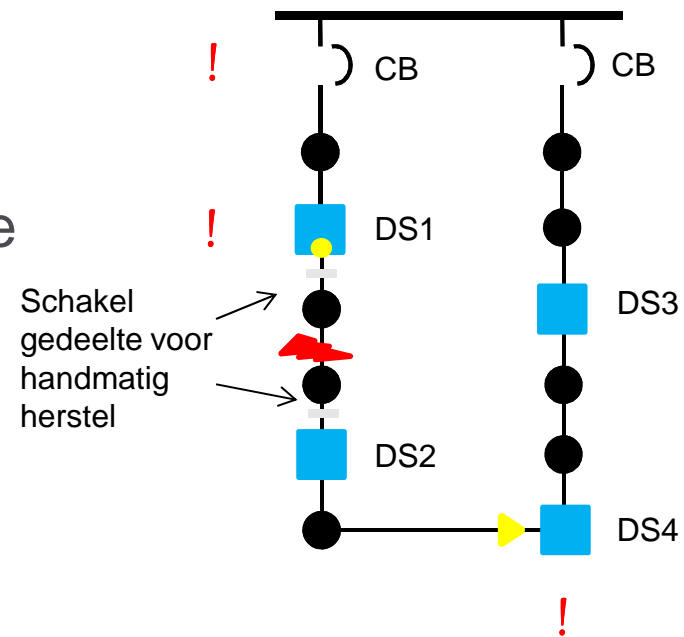 !
CB
CB
!
e
DS1
Schakel
gedeelte voor
handmatig
herstel
DS3
DS2
DS4
!